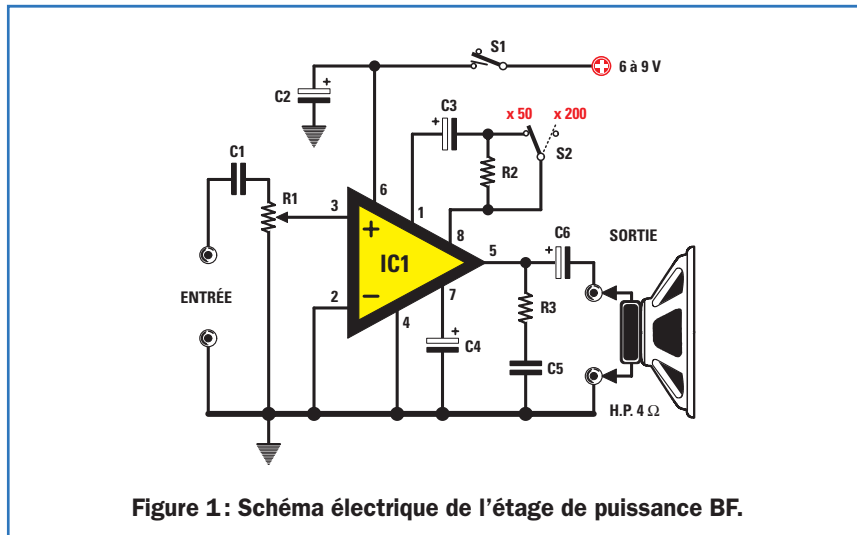 S1
6 à 9 V
C2
+
C3
+
x 50
x 200
S2
R2
C1
R1
3
6
1
8
+
IC1
–
2
4
7
5
C6
+
SORTIE
ENTRÉE
R3
+
C4
C5
H.P. 4 Ω
Figure 1: Schéma électrique de l’étage de puissance BF.